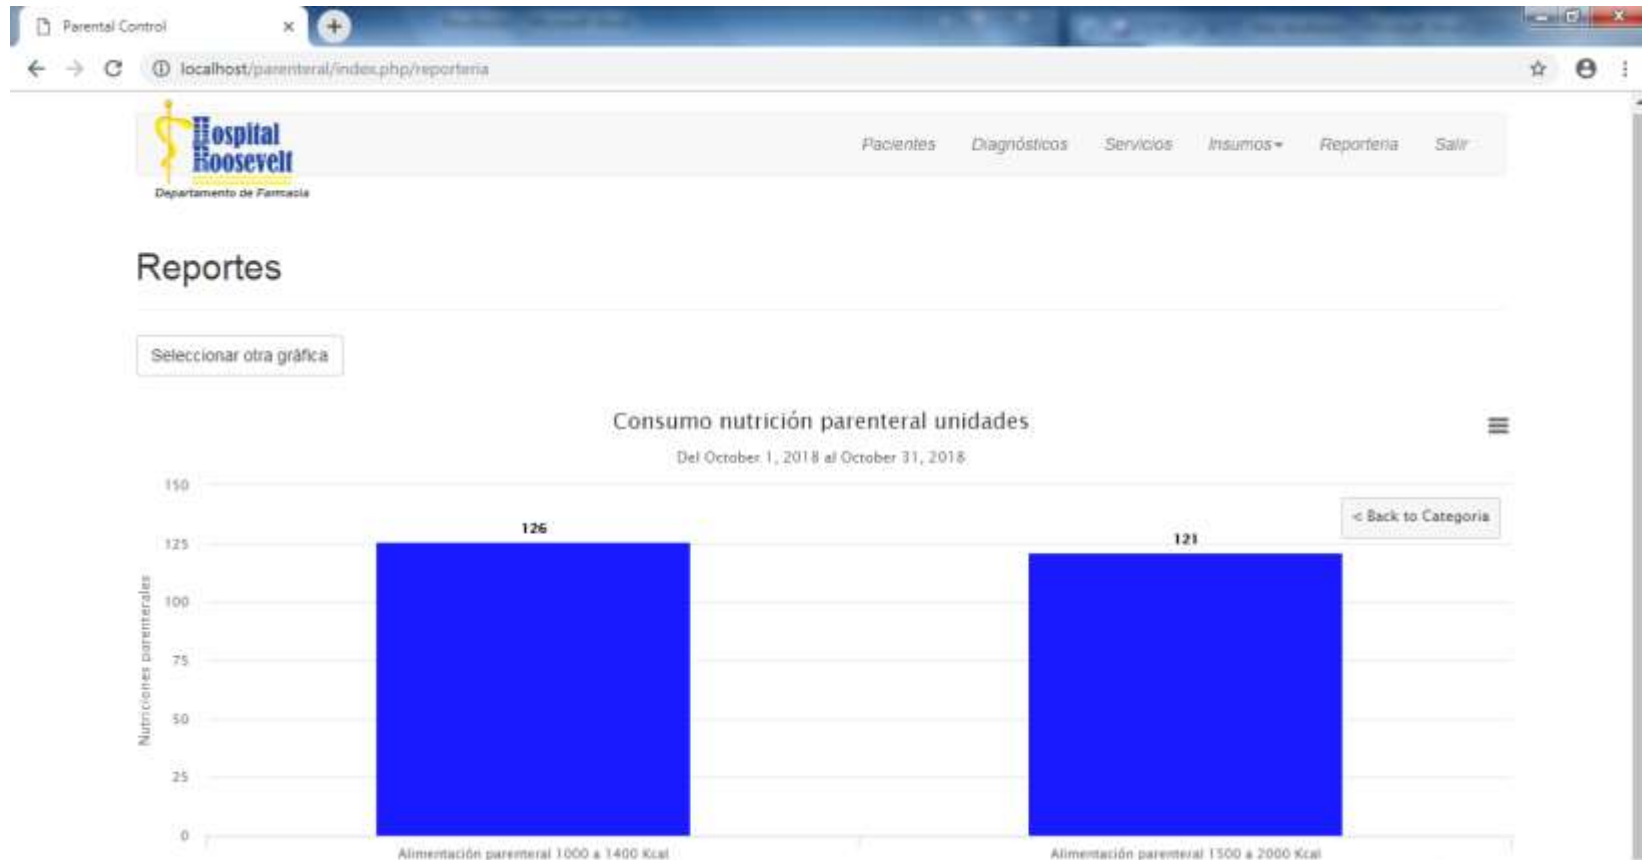 Parental Control
localhost/parenteral/index.php/reporteria
Hospital
Roosevelt
Departamento de Farmacia
Pacientes Diagnósticos Servicios Insumos Reporteria Salir
Reportes
Seleccionar otra gráfica
Consumo nutrición parenteral unidades
Del October 1, 2018 al October 31, 2018
< Back to Categoria
150
125
100
75
50
25
0
Nutriciones parenterales
126
121
Alimentación parenteral 1000 a 1400 Kcal
Alimentación parenteral 1500 a 2000 Kcal